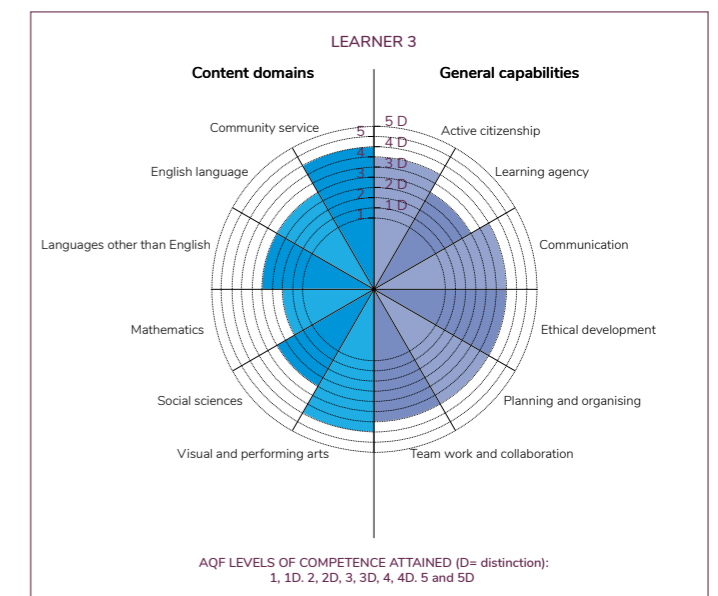 LEARNER 3
Content domains
General capabilities
Community service
English language
Languages other than English
Mathematics
Social sciences
Visual and performing arts
5
4
3
2
1
5 D
4 D
3 D
2 D
1 D
Active citizenship
Learning agency
Communication
Ethical development
Planning and organising
Team work and collaboration
AQF LEVELS OF COMPETENCE ATTAINED (D= distinction):
1, 1D. 2, 2D, 3, 3D, 4, 4D. 5 and 5D